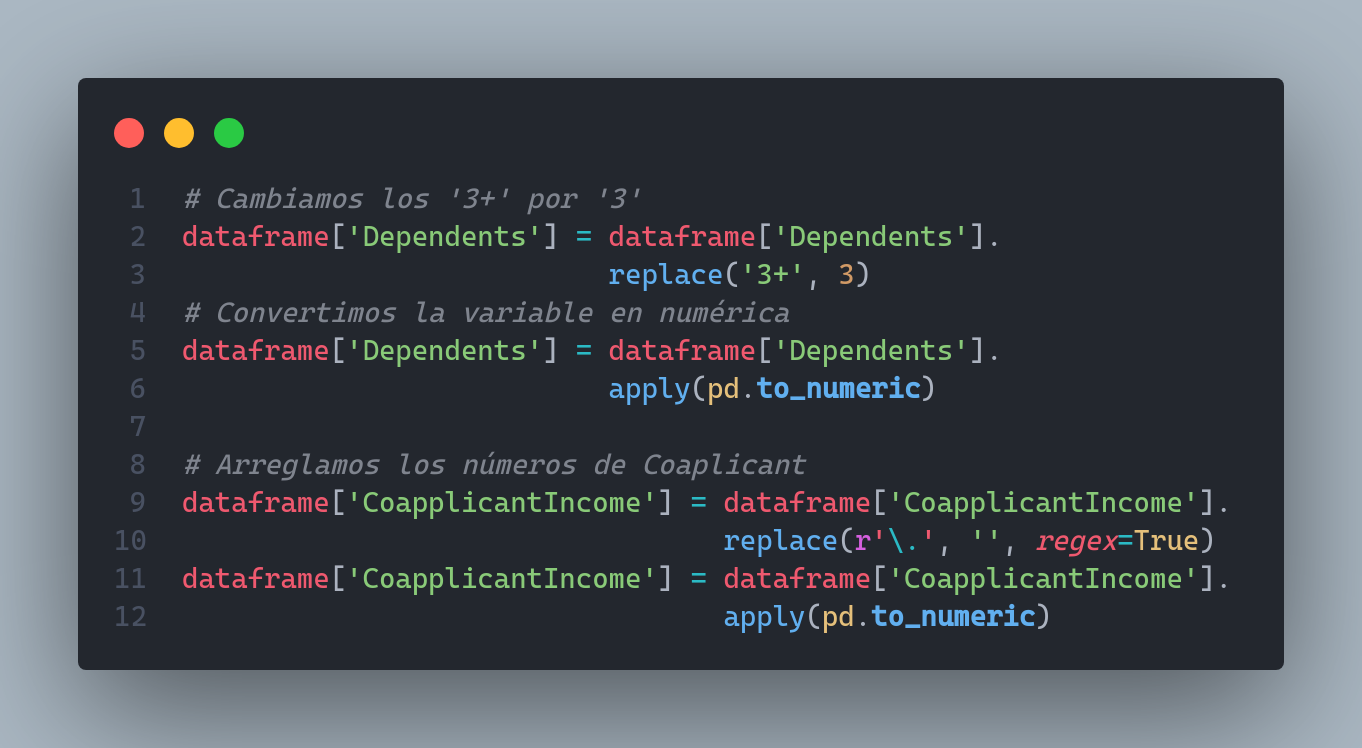 1 # Cambiamos los '3+' por '3'
2 dataframe['Dependents'] = dataframe['Dependents'].
3 replace('3+', 3)
4 # Convertimos la variable en numérica
5 dataframe['Dependents'] = dataframe['Dependents'].
6 apply(pd.to_numeric)
7
8 # Arreglamos los números de Coaplicant
9 dataframe['CoapplicantIncome'] = dataframe['CoapplicantIncome'].
10 replace(r'\.', '', regex=True)
11 dataframe['CoapplicantIncome'] = dataframe['CoapplicantIncome'].
12 apply(pd.to_numeric)